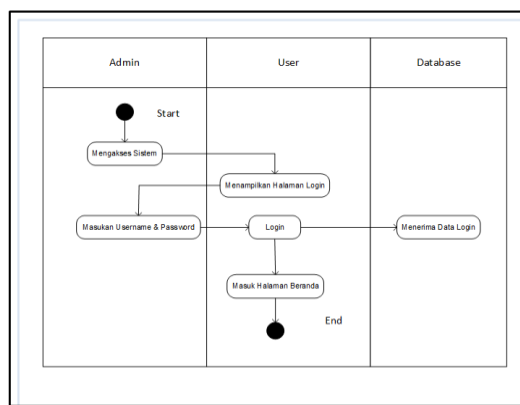 Admin
User
Database
Start
Mengakses Sistem
Menampilkan Halaman Login
Masukan Username & Password
Login
Menerima Data Login
Masuk Halaman Beranda
End